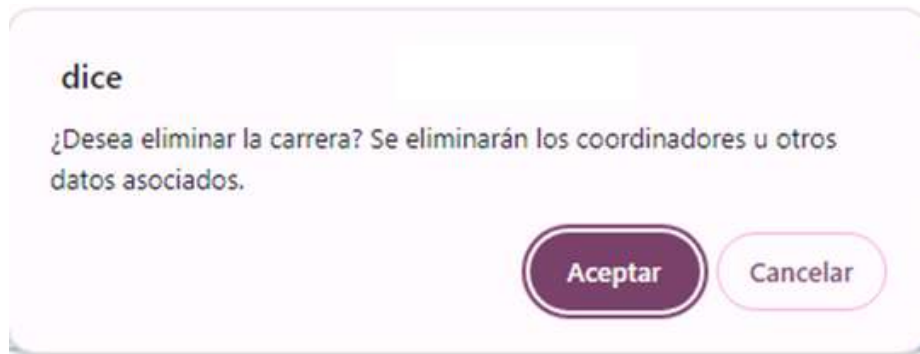 dice
¿Desea eliminar la carrera? Se eliminarán los coordinadores u otros
datos asociados.
Aceptar
Cancelar